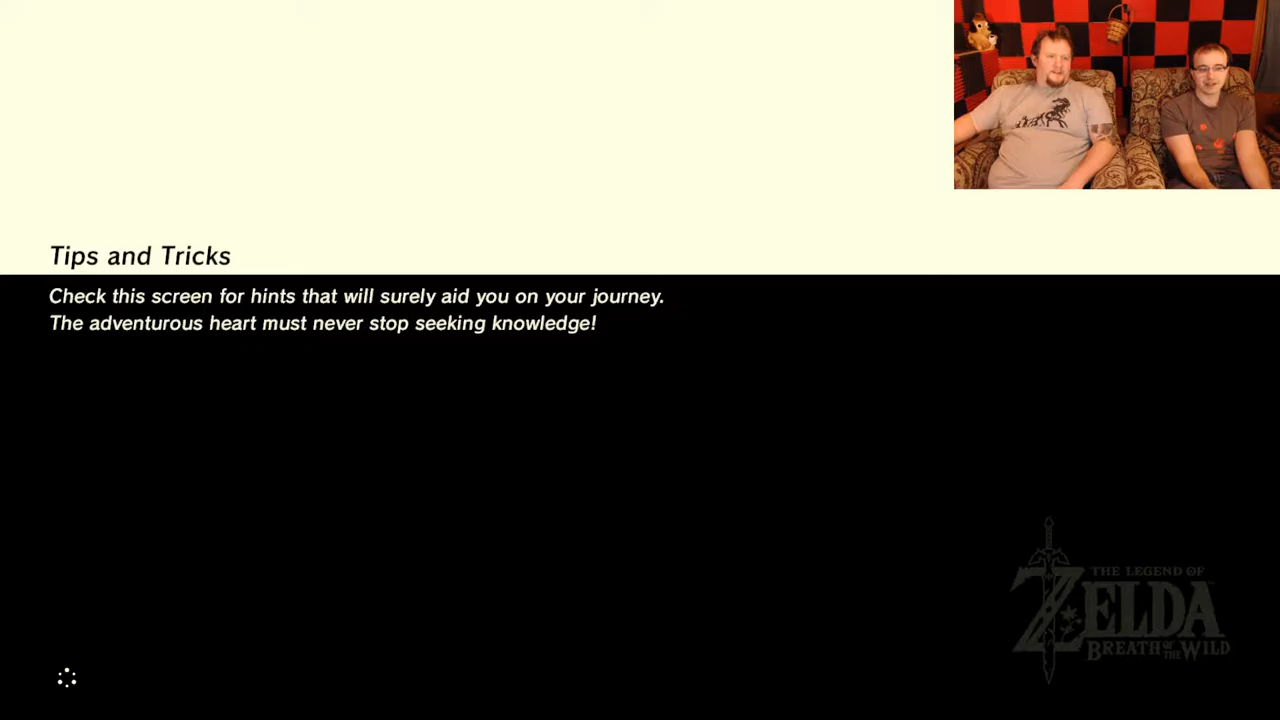 Tips and Tricks
Check this screen for hints that will surely aid you on your journey.
The adventurous heart must never stop seeking knowledge!
THE LEGEND OF
ZELDA
BREATH OF THE WILD